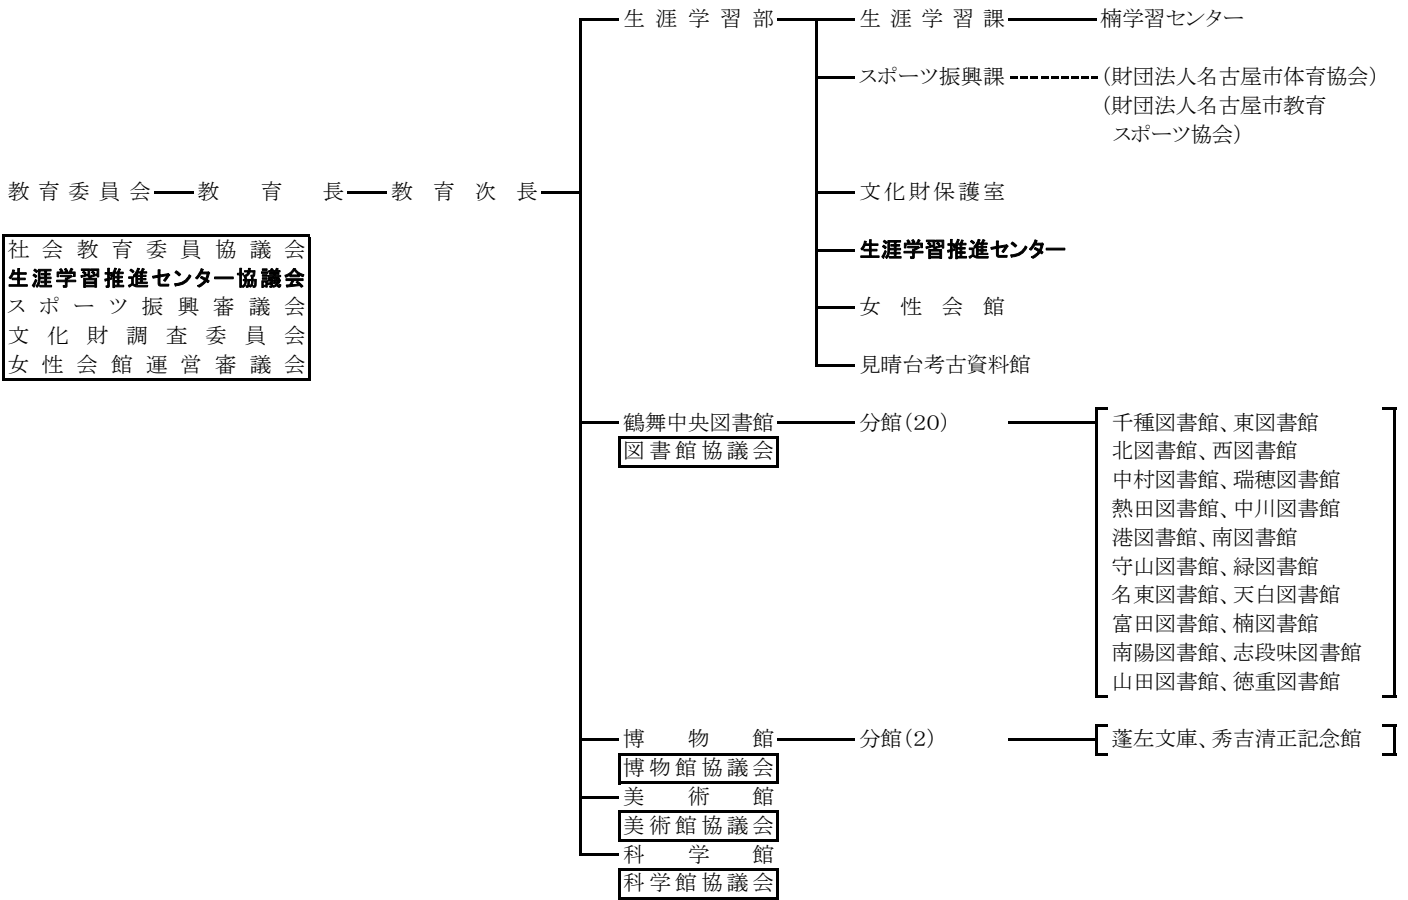 生涯学習部 生涯学習課 楠学習センター
スポーツ振興課 (財団法人名古屋市体育協会)
(財団法人名古屋市教育
スポーツ協会)
教育委員会 教育長 教育次長 文化財保護室
社会教育委員協議会 生涯学習推進センター
生涯学習推進センター協議会
スポーツ振興審議会 女性会館
文化財調査委員会
女性会館運営審議会 見晴台考古資料館
鶴舞中央図書館 分館(20) 千種図書館、東図書館
図書館協議会 北図書館、西図書館
中村図書館、瑞穂図書館
熱田図書館、中川図書館
港図書館、南図書館
守山図書館、緑図書館
名東図書館、天白図書館
富田図書館、楠図書館
南陽図書館、志段味図書館
山田図書館、徳重図書館
博物館 分館(2) 蓬左文庫、秀吉清正記念館
博物館協議会
美術館
美術館協議会
科学館
科学館協議会